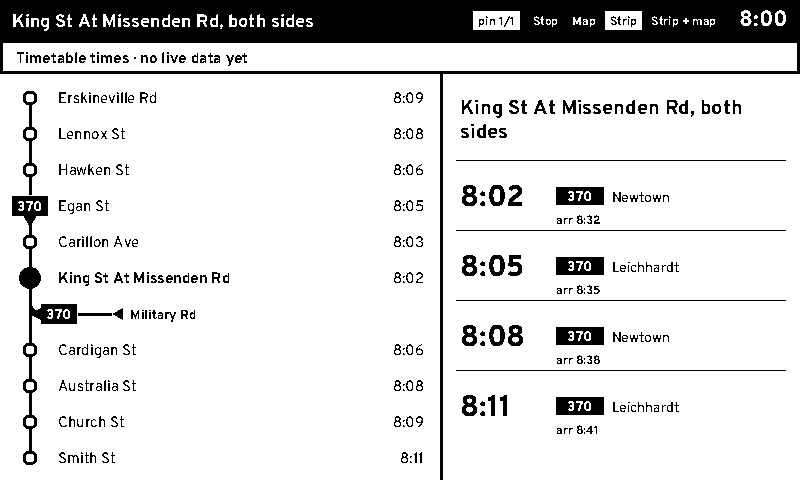 King St At Missenden Rd, both sides
pin 1/1 Stop Map Strip Strip + map 8:00
Timetable times · no live data yet
Erskineville Rd 8:09
Lennox St 8:08
Hawken St 8:06
370 Egan St 8:05
Carillon Ave 8:03
King St At Missenden Rd 8:02
370 Military Rd
Cardigan St 8:06
Australia St 8:08
Church St 8:09
Smith St 8:11
King St At Missenden Rd, both
sides
8:02 370 Newtown
arr 8:32
8:05 370 Leichhardt
arr 8:35
8:08 370 Newtown
arr 8:38
8:11 370 Leichhardt
arr 8:41